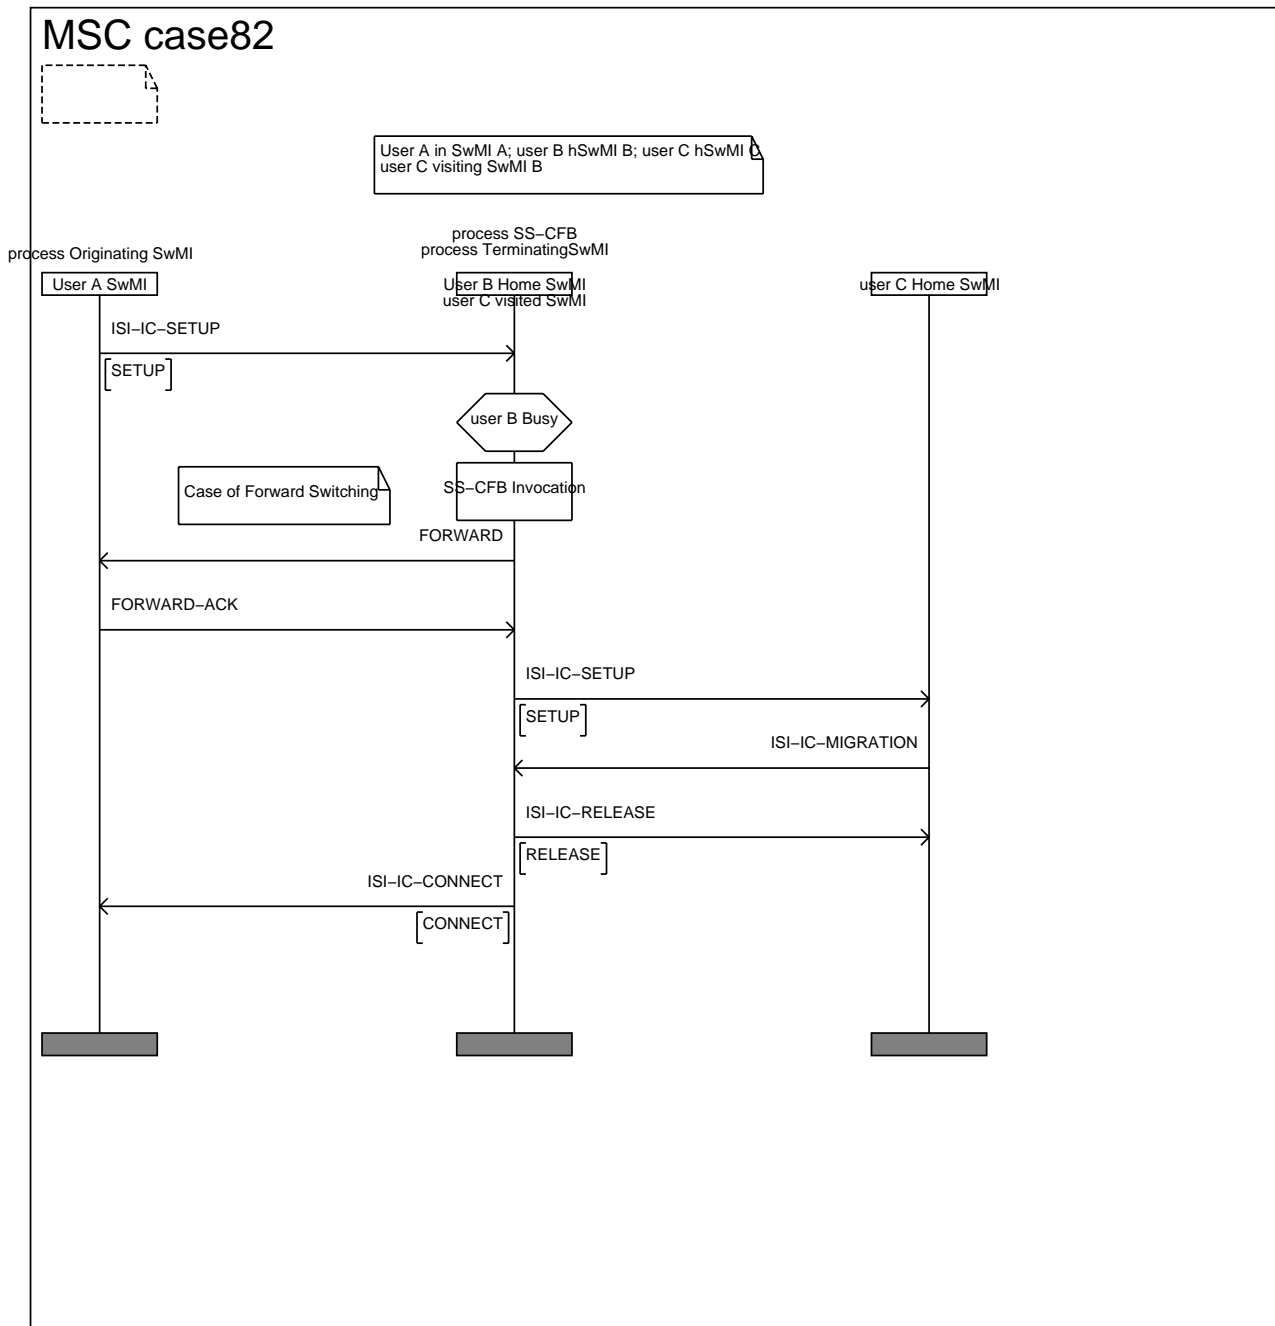 MSC case82
User A in SwMI A; user B hSwMI B; user C hSwMI C
user C visiting SwMI B
process SS−CFB
process Originating SwMI
process TerminatingSwMI
User A SwMI
User B Home SwMI
user C visited SwMI
user C Home SwMI
ISI−IC−SETUP
SETUP
user B Busy
Case of Forward Switching
SS−CFB Invocation
FORWARD
FORWARD−ACK
ISI−IC−SETUP
SETUP
ISI−IC−MIGRATION
ISI−IC−RELEASE
RELEASE
ISI−IC−CONNECT
CONNECT